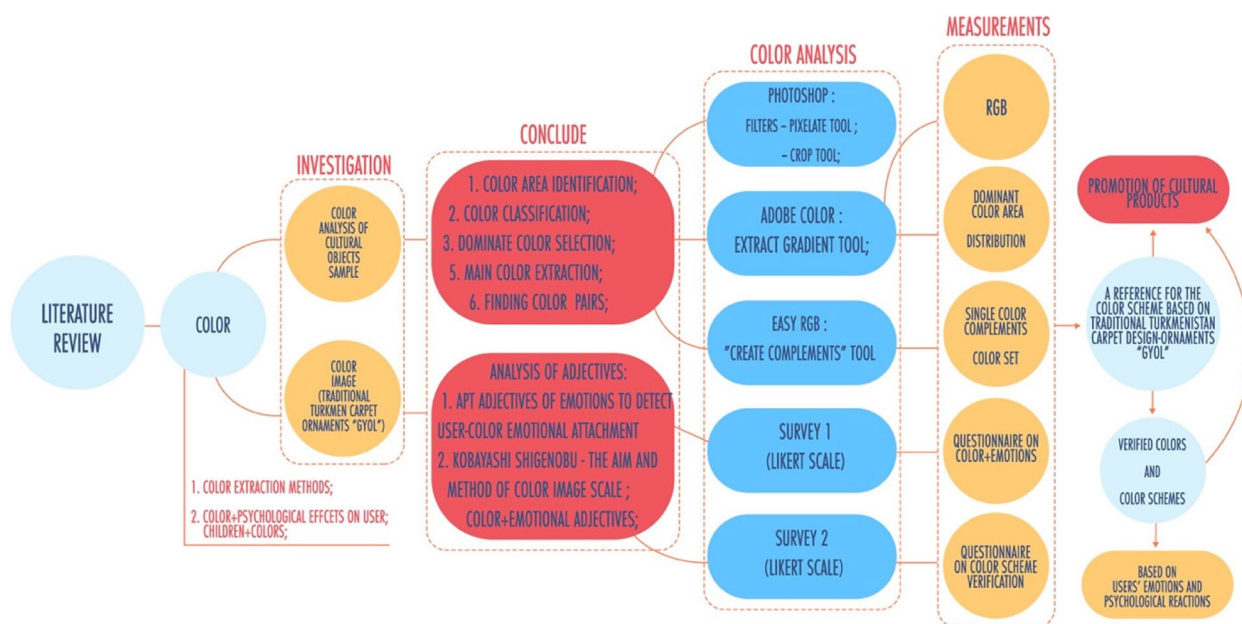 LITERATURE
REVIEW
COLOR
1. COLOR EXTRACTION METHODS;
2. COLOR+PSYCHOLOGICAL EFFCETS ON USER;
CHILDREN+COLORS;
INVESTIGATION
COLOR
ANALYSIS OF
CULTURAL
OBJECTS
SAMPLE
COLOR
IMAGE
(TRADITIONAL
TURKMEN CARPET
ORNAMENTS "GYOL")
CONCLUDE
1. COLOR AREA IDENTIFICATION;
2. COLOR CLASSIFICATION;
3. DOMINATE COLOR SELECTION;
5. MAIN COLOR EXTRACTION;
6. FINDING COLOR PAIRS;
ANALYSIS OF ADJECTIVES:
1. APT ADJECTIVES OF EMOTIONS TO DETECT
USER-COLOR EMOTIONAL ATTACHMENT
2. KOBAYASHI SHIGENOBU - THE AIM AND
METHOD OF COLOR IMAGE SCALE ;
COLOR+EMOTIONAL ADJECTIVES;
COLOR ANALYSIS
PHOTOSHOP :
FILTERS – PIXELATE TOOL ;
– CROP TOOL;
ADOBE COLOR :
EXTRACT GRADIENT TOOL;
EASY RGB :
"CREATE COMPLEMENTS" TOOL
SURVEY 1
(LIKERT SCALE)
SURVEY 2
(LIKERT SCALE)
MEASUREMENTS
RGB
DOMINANT
COLOR AREA
DISTRIBUTION
SINGLE COLOR
COMPLEMENTS
COLOR SET
QUESTIONNAIRE ON
COLOR+EMOTIONS
QUESTIONNAIRE
ON COLOR SCHEME
VERIFICATION
PROMOTION OF CULTURAL
PRODUCTS
A REFERENCE FOR THE
COLOR SCHEME BASED ON
TRADITIONAL TURKMENISTAN
CARPET DESIGN-ORNAMENTS
"GYOL"
VERIFIED COLORS
AND
COLOR SCHEMES
BASED ON
USERS' EMOTIONS AND
PSYCHOLOGICAL REACTIONS